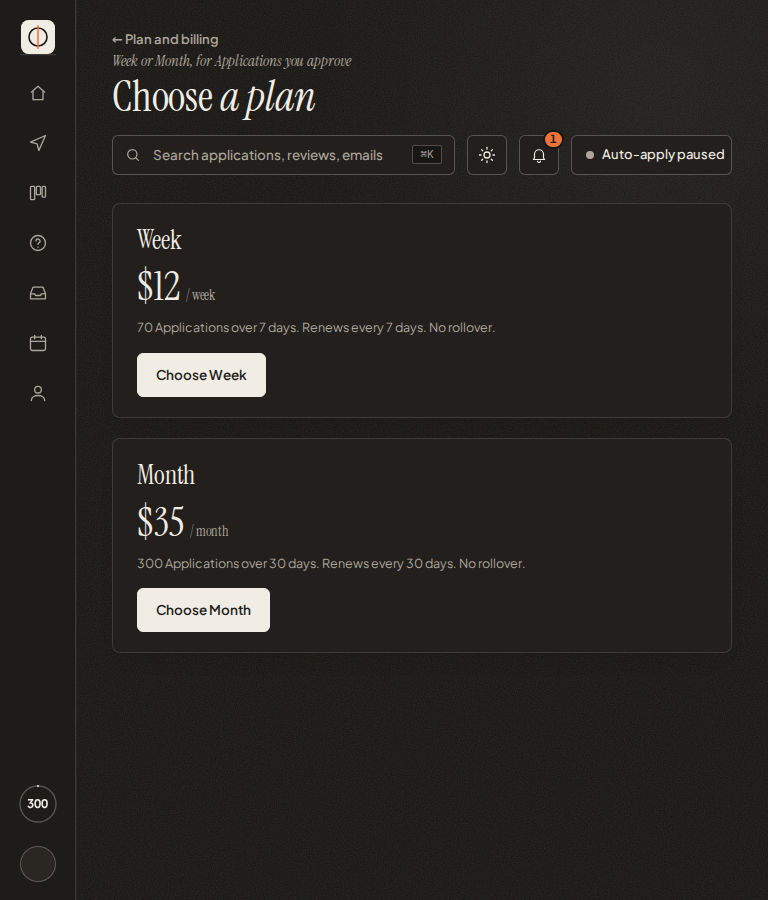 ← Plan and billing
Week or Month, for Applications you approve
Choose a plan
Search applications, reviews, emails ⌘K
1
Auto-apply paused
Week
$12 / week
70 Applications over 7 days. Renews every 7 days. No rollover.
Choose Week
Month
$35 / month
300 Applications over 30 days. Renews every 30 days. No rollover.
Choose Month
300